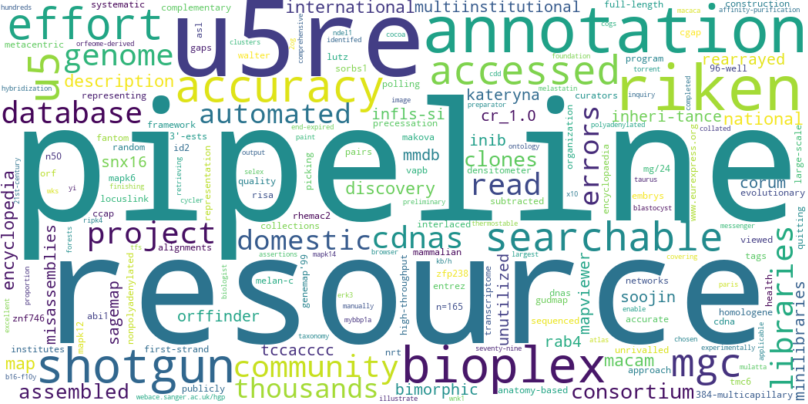 systematic complementary international multiinstitutional full-length construction affinity-purification
hundreds asl macaca cogs
effort u5re annotation
orfeome-derived metacentric gaps clusters walter comprehensive ndel1 identifed cocoa cgap program torrent rearrayed
genome u5 lutz sorbs1 accessed riken 96-well
description accuracy polling kateryna curators image inquiry completed
representing hybridization framework end-expired paint preparator foundation cdd melastatin
database automated infls-si cr_1.0 inheri-tance national
precessation polyadenylated collated
pipeline
n50 fantom random 3'-ests id2 makova pairs mmdb inib clones errors organization mg/24 large-scale
orf snx16 representation picking vapb densitometer ontology encyclopaedia taurus corum
wks yi mapk6 retrieving output quality discovery read embrys x10 evolutionary
21st-century finishing locuslink cycler selex risa subtracted preliminary thermostable blastocyst www.eurexpress.org messenger
encyclopedia ccap collections rhemac2 interlaced viewed quitting
project domestic cdnas searchable libraries
forests ripk4 tfs alignments mammalian tags covering
resource
misassemblies assertions mapk14 browser kb/h largest networks health.
proportion sagemap melan-c genemap'99 high-throughput zfp238 entrez transcriptome unutilized mapviewer dnas soojin homologene paris
excellent znf746 abi1 nonpolyadenylated biologist erk3 manually gudmap sequenced enable cdna unrivalled
mapk12 orffinder mybbp1a n=165 rab4 accurate atlas chosen applicable minilibraries
institutes first-strand tccacccc nrt seventy-nine macam approach experimentally
map shotgun community bioplex mgc
taxonomy mulatta
b16-f10y publicly thousands bimorphic anatomy-based tmc6
assembled webace.sanger.ac.uk/hgp illustrate wnk1 consortium 384-multicapillary